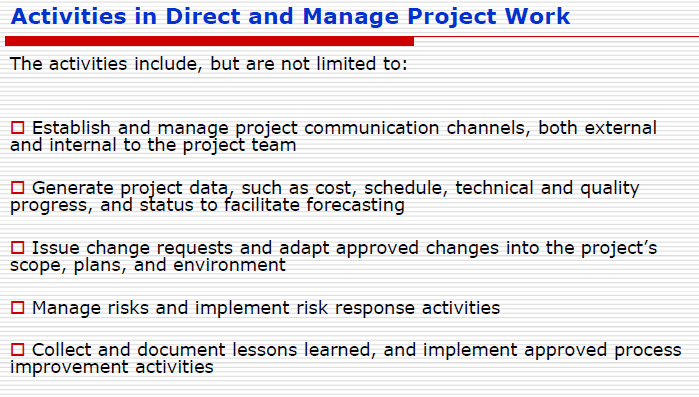 Activities in Direct and Manage Project Work
The activities include, but are not limited to:
Establish and manage project communication channels, both external
and internal to the project team
Generate project data, such as cost, schedule, technical and quality
progress, and status to facilitate forecasting
Issue change requests and adapt approved changes into the project’s
scope, plans, and environment
Manage risks and implement risk response activities
Collect and document lessons learned, and implement approved process
improvement activities